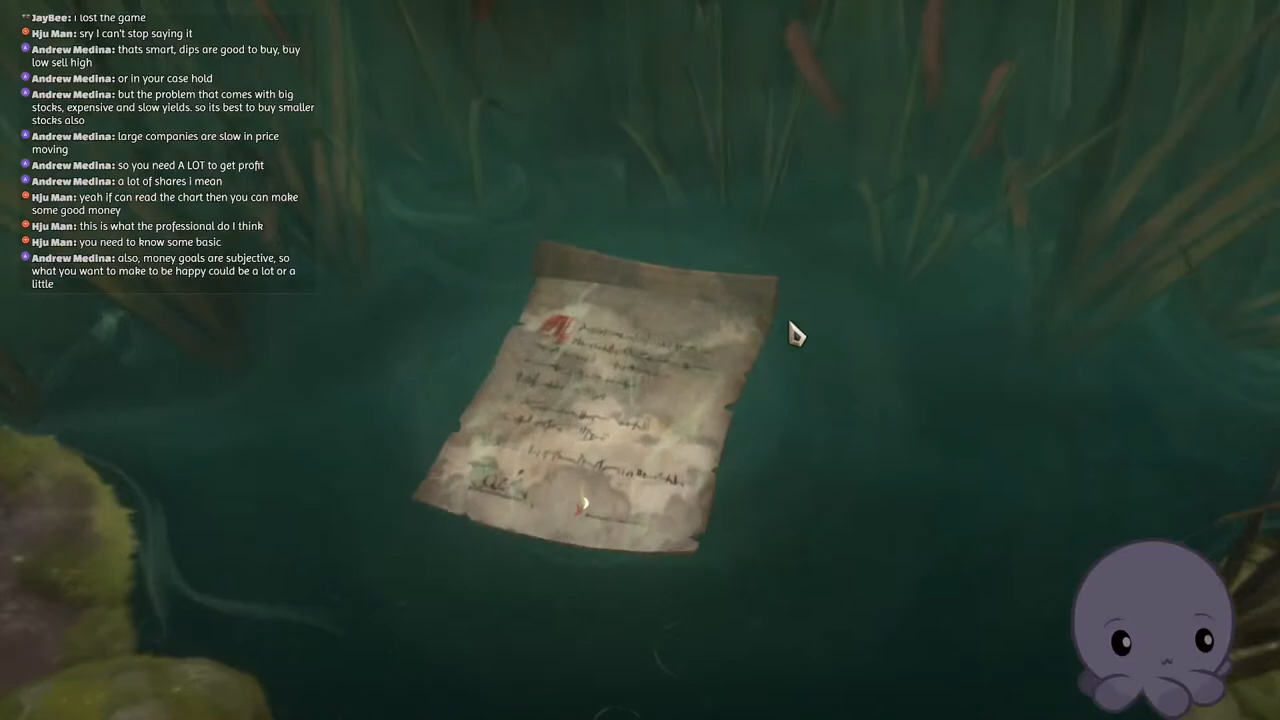 JayBee: i lost the game
Hju Man: sry I can't stop saying it
Andrew Medina: thats smart, dips are good to buy, buy
low sell high
Andrew Medina: or in your case hold
Andrew Medina: but the problem that comes with big
stocks, expensive and slow yields. so its best to buy smaller
stocks also
Andrew Medina: large companies are slow in price
moving
Andrew Medina: so you need A LOT to get profit
Andrew Medina: a lot of shares i mean
Hju Man: yeah if can read the chart then you can make
some good money
Hju Man: this is what the professional do I think
Hju Man: you need to know some basic
Andrew Medina: also, money goals are subjective, so
what you want to make to be happy could be a lot or a
little